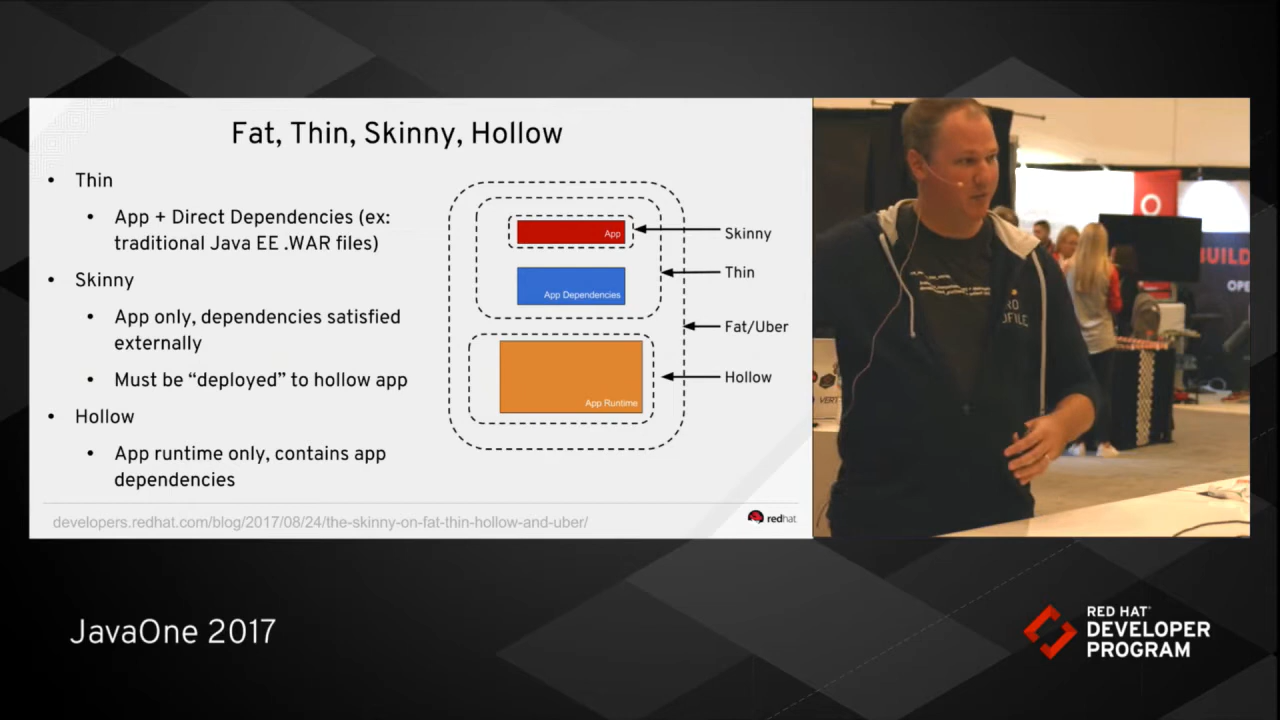 Fat, Thin, Skinny, Hollow
• Thin
• App + Direct Dependencies (ex:
traditional Java EE .WAR files)
• Skinny
• App only, dependencies satisfied
externally
• Must be “deployed” to hollow app
• Hollow
• App runtime only, contains app
dependencies
App
App Dependencies
App Runtime
Skinny
Thin
Fat/Uber
Hollow
developers.redhat.com/blog/2017/08/24/the-skinny-on-fat-thin-hollow-and-uber/
redhat
VERT
JavaOne 2017
RED HAT
DEVELOPER
PROGRAM